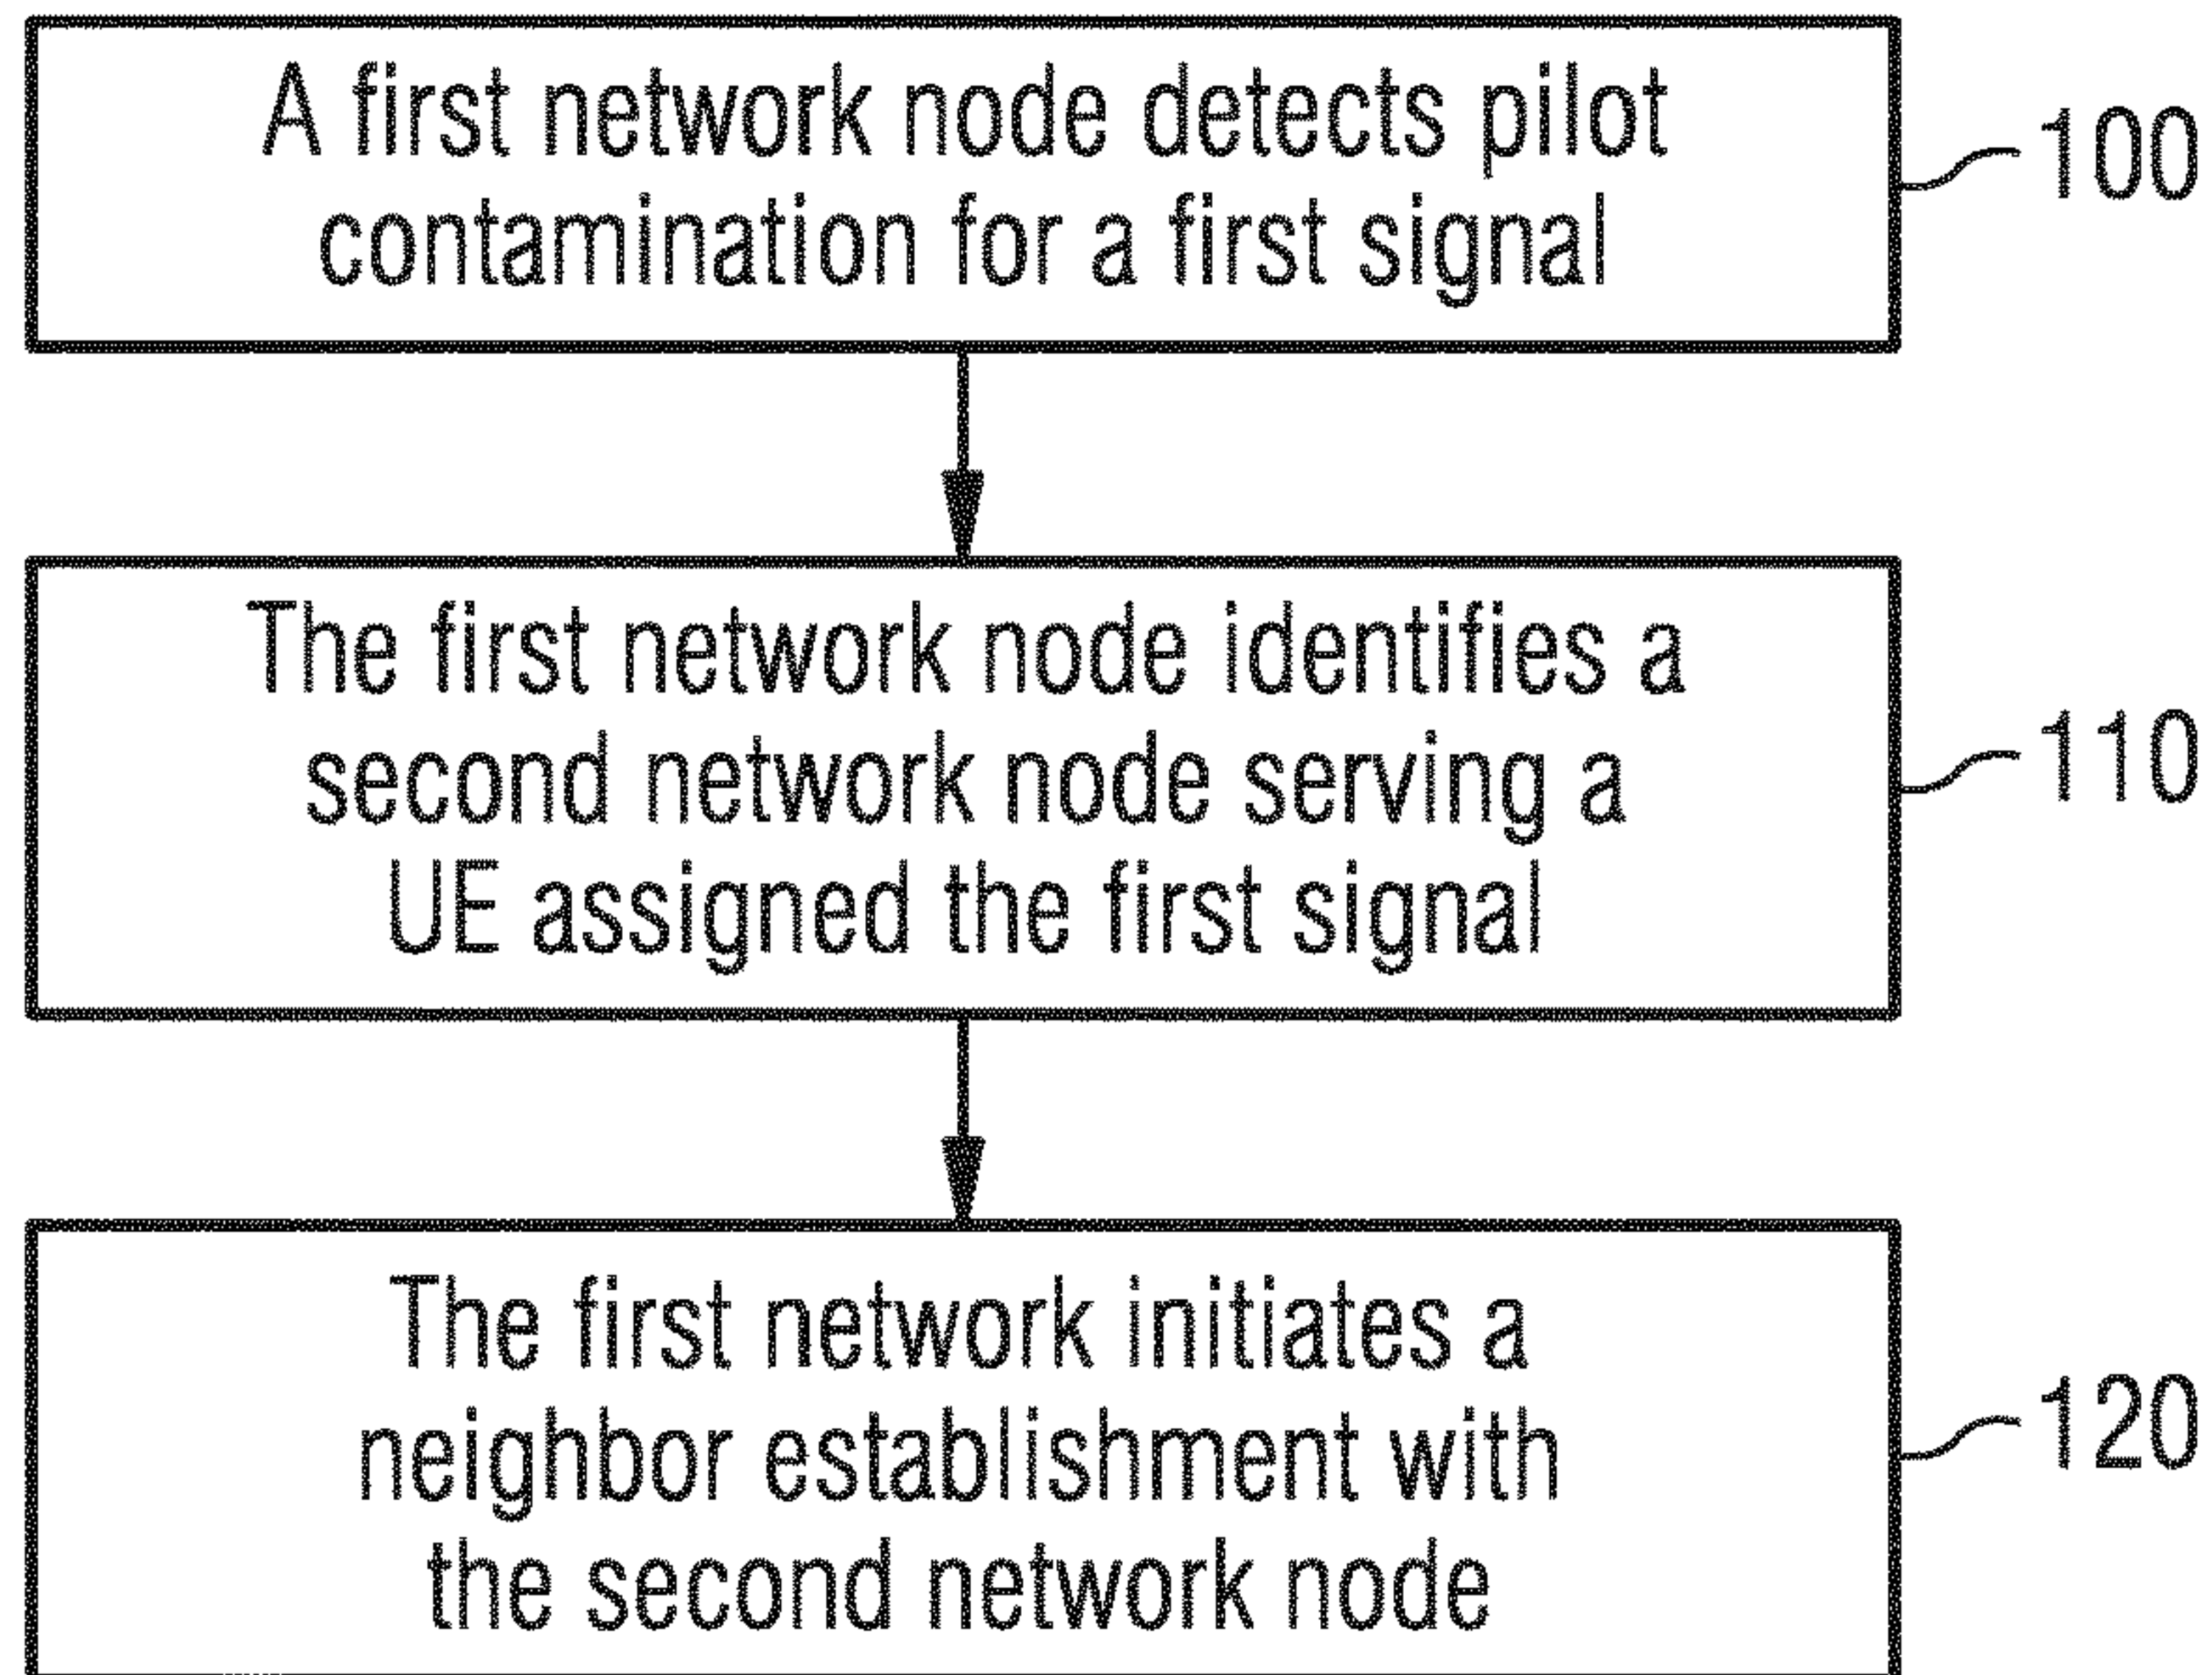 A first network node detects pilot
contamination for a first signal
100
The first network node identifies a
second network node serving a
UE assigned the first signal
110
The first network initiates a
neighbor establishment with
the second network node
120